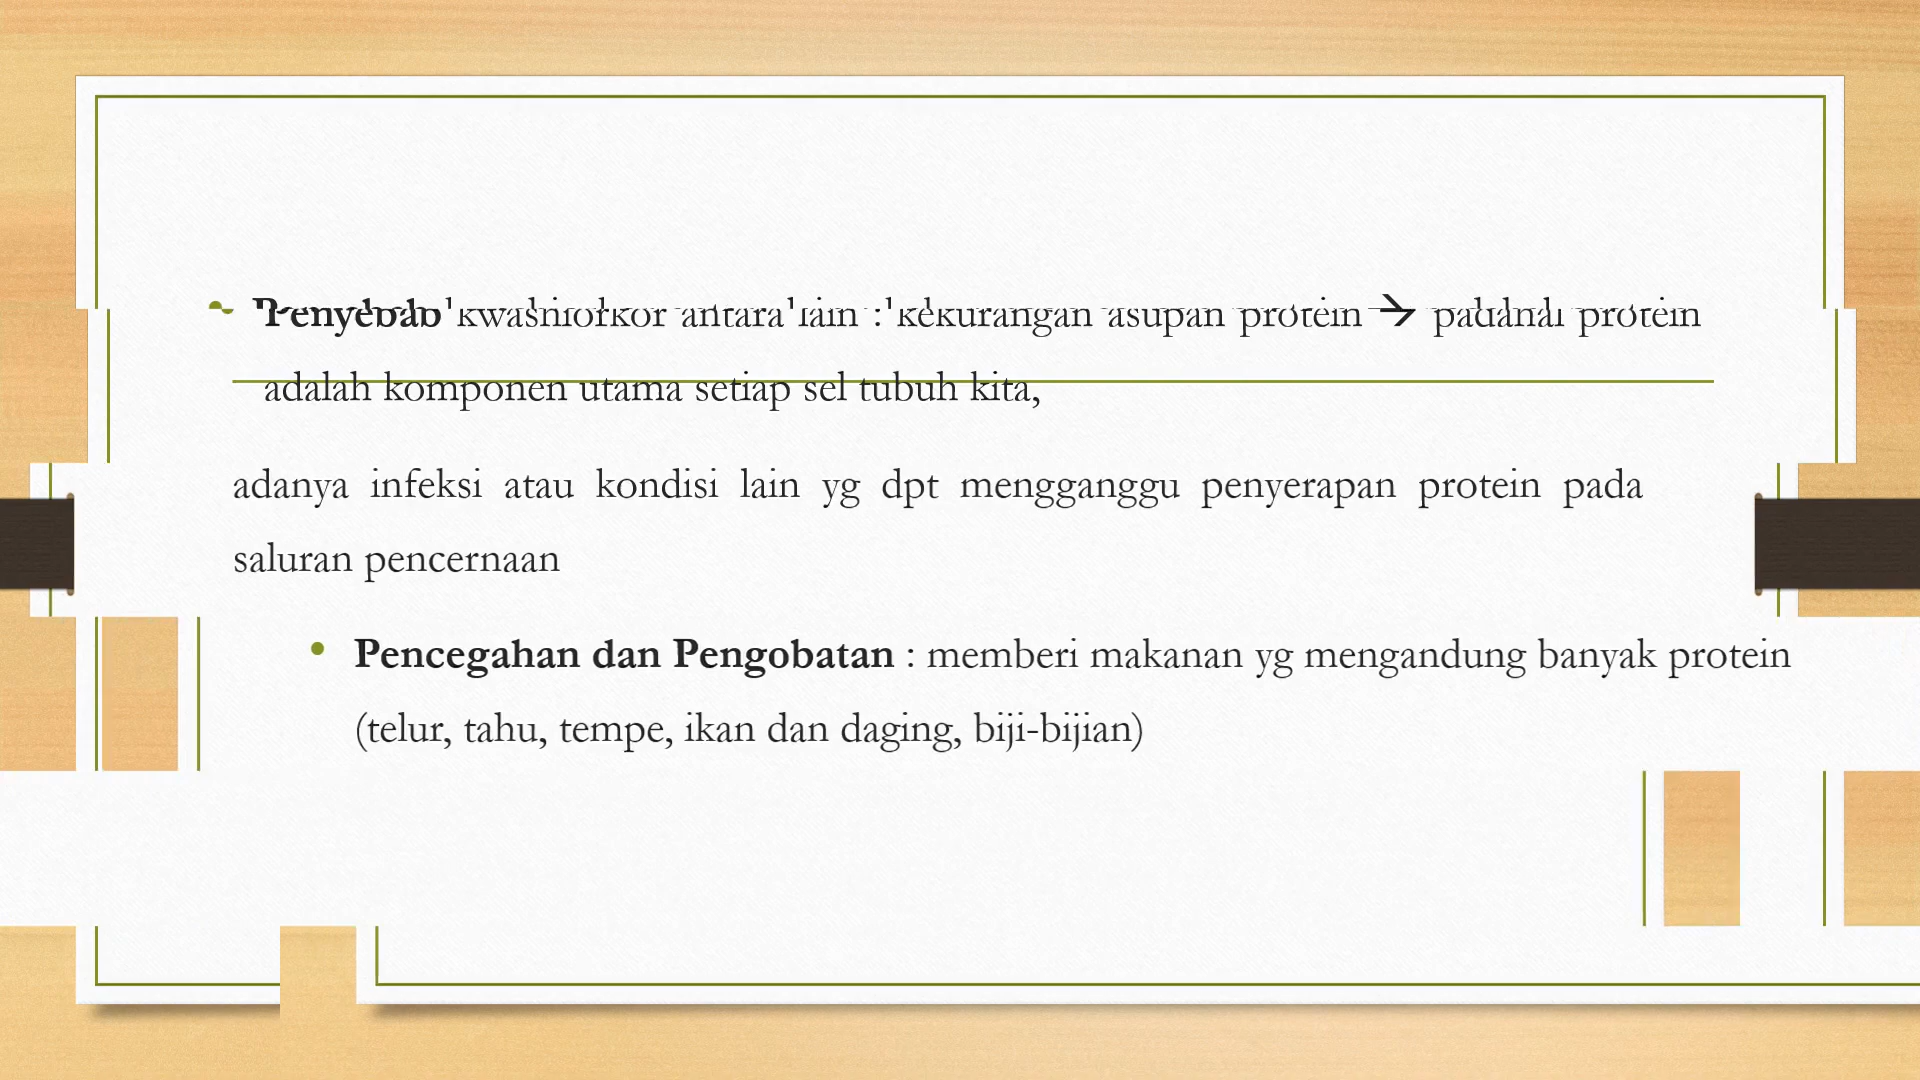 • Penyebab kwashiorkor antara lain : kekurangan asupan protein → padahal protein
adalah komponen utama setiap sel tubuh kita,
adanya infeksi atau kondisi lain yg dpt mengganggu penyerapan protein pada
saluran pencernaan
• Pencegahan dan Pengobatan : memberi makanan yg mengandung banyak protein
(telur, tahu, tempe, ikan dan daging, biji-bijian)